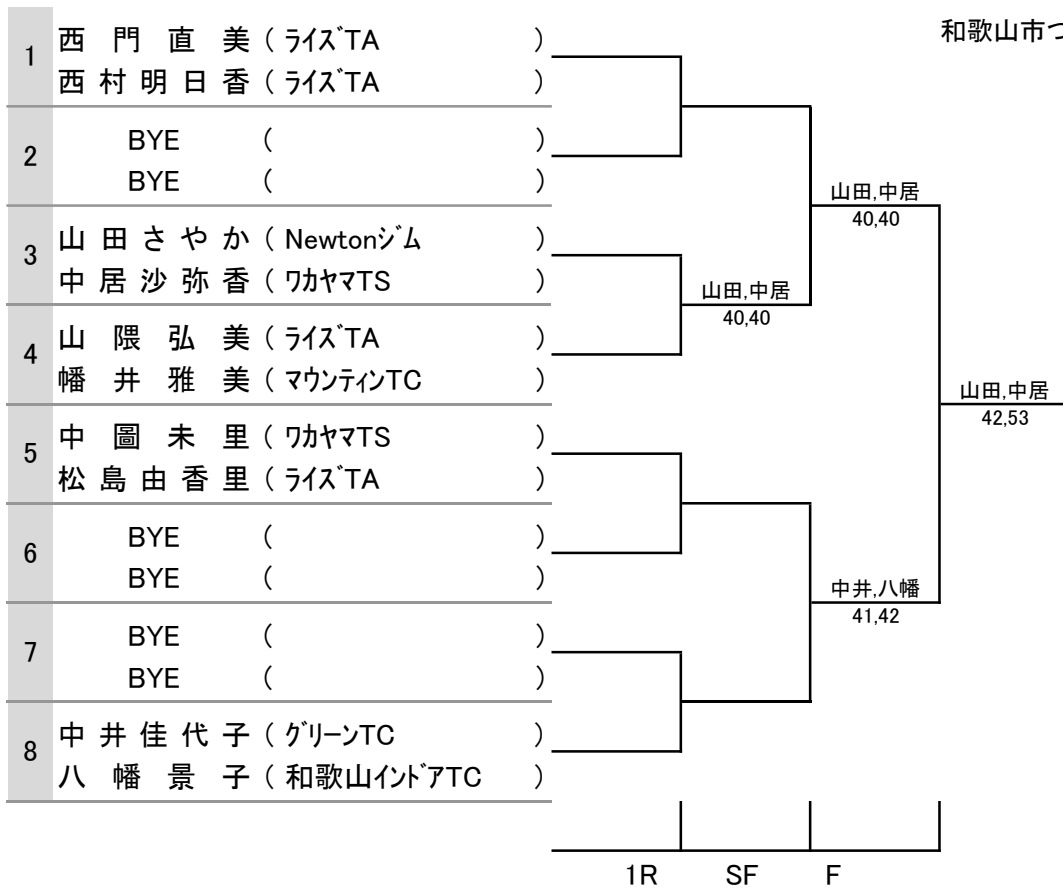 和歌山市つ
1 西 門 直 美 ( ライズTA )
西 村 明 日 香 ( ライズTA )
2 BYE ( )
BYE ( )
山田,中居
40,40
3 山 田 さ や か ( Newtonジム )
中 居 沙 弥 香 ( ワカヤマTS )
山田,中居
40,40
4 山 隈 弘 美 ( ライズTA )
幡 井 雅 美 ( マウンティンTC )
山田,中居
42,53
5 中 圖 未 里 ( ワカヤマTS )
松 島 由 香 里 ( ライズTA )
6 BYE ( )
BYE ( )
中井,八幡
41,42
7 BYE ( )
BYE ( )
8 中 井 佳 代 子 ( グリーンTC )
八 幡 景 子 ( 和歌山インドアTC )
1R SF F